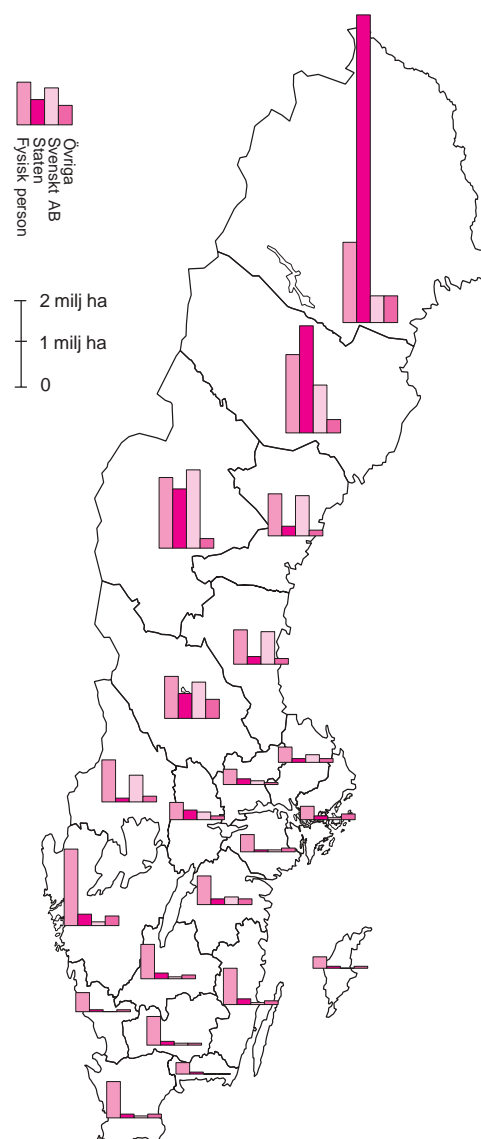 Övriga
Svenskt AB
Staten
Fysisk person
2 milj ha
1 milj ha
0